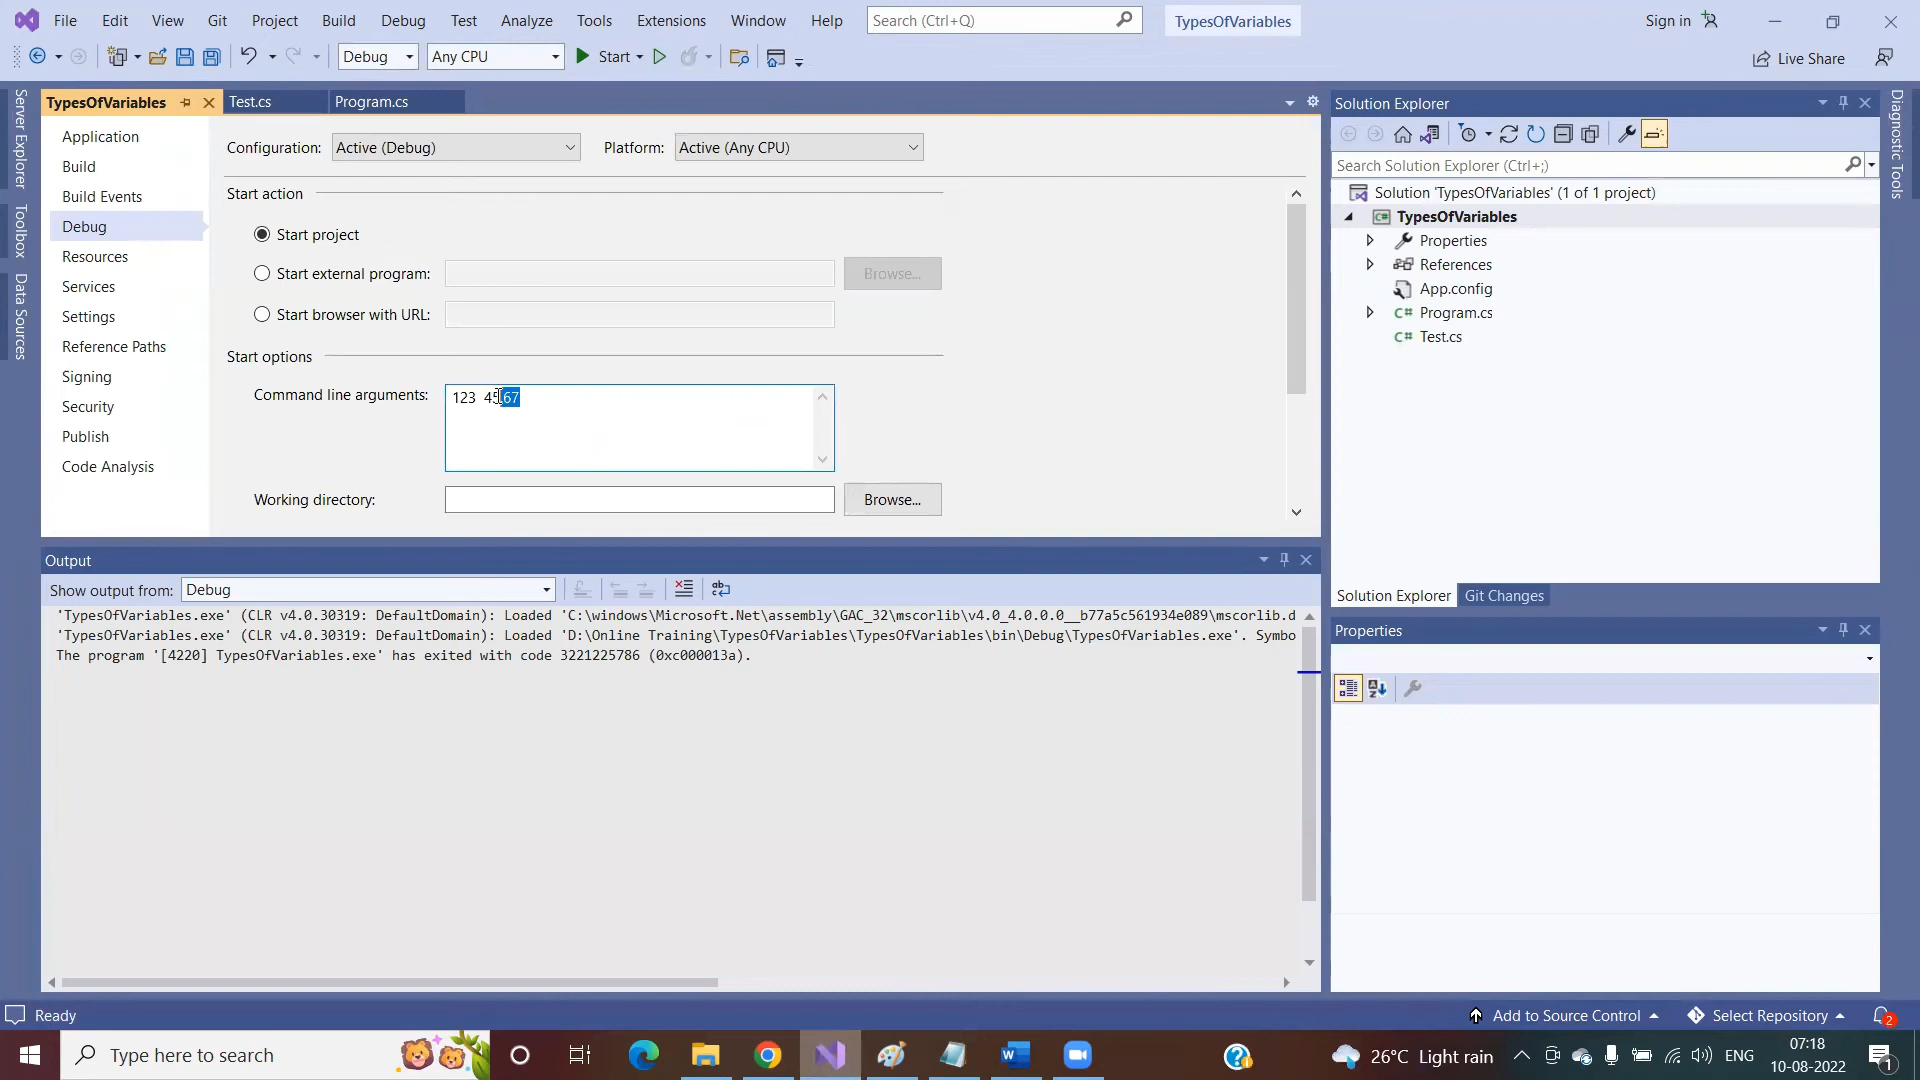 File Edit View Git Project Build Debug Test Analyze Tools Extensions Window Help Search (Ctrl+Q) TypesOfVariables Sign in
Debug Any CPU Start Live Share
TypesOfVariables Test.cs Program.cs
Server Explorer
Toolbox
Data Sources
Application
Build
Build Events
Debug
Resources
Services
Settings
Reference Paths
Signing
Security
Publish
Code Analysis
Configuration: Active (Debug) Platform: Active (Any CPU)
Start action
Start project
Start external program: Browse...
Start browser with URL:
Start options
Command line arguments: 123 4567
Working directory: Browse...
Output
Show output from: Debug
'TypesOfVariables.exe' (CLR v4.0.30319: DefaultDomain): Loaded 'C:\windows\Microsoft.Net\assembly\GAC_32\mscorlib\v4.0_4.0.0.0__b77a5c561934e089\mscorlib.d
'TypesOfVariables.exe' (CLR v4.0.30319: DefaultDomain): Loaded 'D:\Online Training\TypesOfVariables\TypesOfVariables\bin\Debug\TypesOfVariables.exe'. Symbo
The program '[4220] TypesOfVariables.exe' has exited with code 3221225786 (0xc000013a).
Solution Explorer
Search Solution Explorer (Ctrl+;)
Solution 'TypesOfVariables' (1 of 1 project)
TypesOfVariables
Properties
References
App.config
C# Program.cs
C# Test.cs
Solution Explorer Git Changes
Properties
Diagnostic Tools
Ready Add to Source Control Select Repository 2
Type here to search 26°C Light rain ENG 07:18
10-08-2022 1